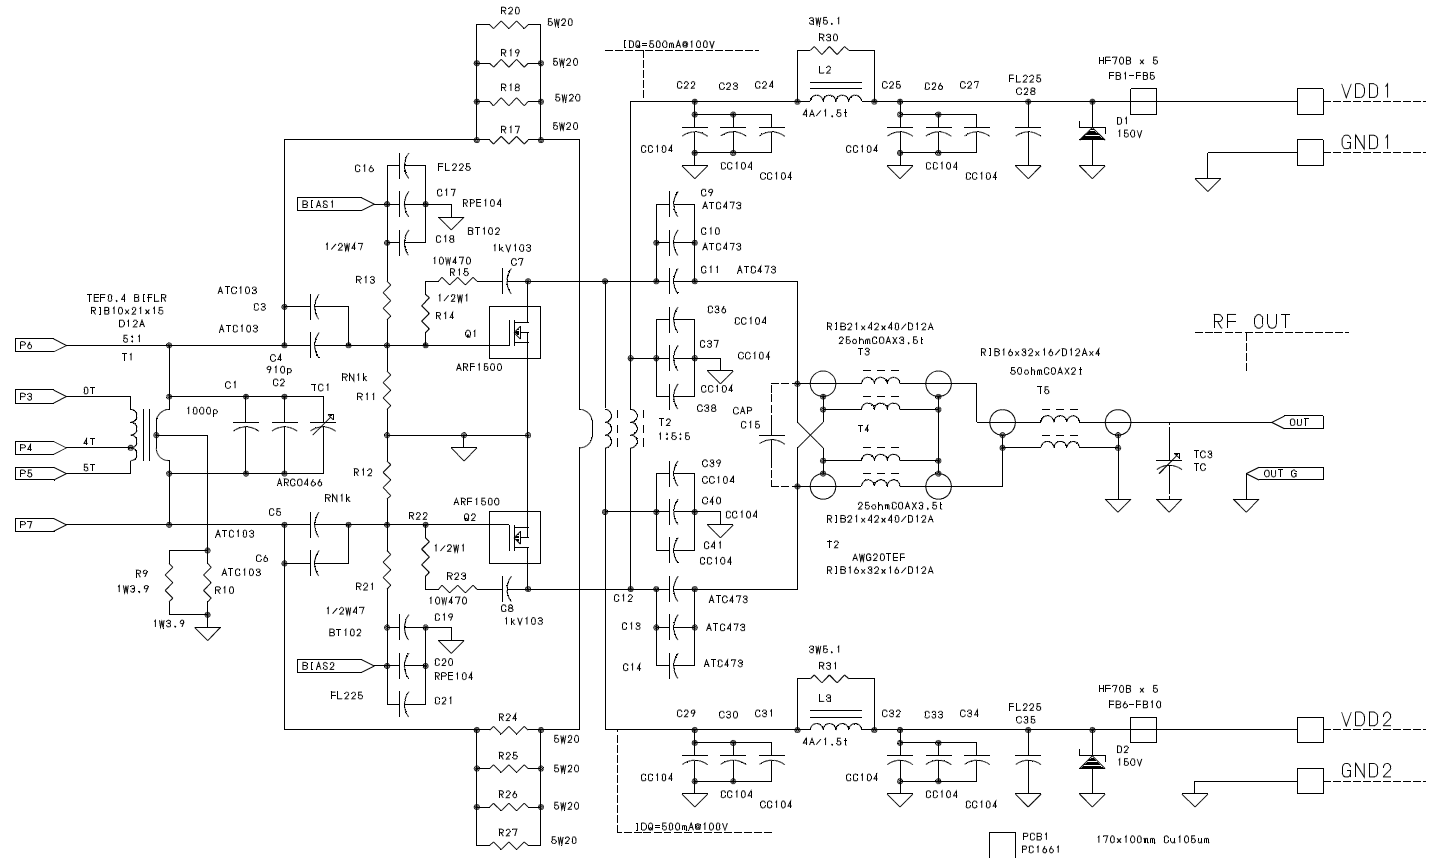 R20
5W20
R19
5W20
R18
5W20
R17
5W20
IDQ=500mA@100V
3W5.1
R30
L2
4A/1.5t
C22
C23
C24
CC104
CC104
CC104
C25
C26
C27
CC104
CC104
CC104
FL225
C28
HF70B x 5
FB1-FB5
D1
150V
VDD1
GND1
C16
FL225
C17
RPE104
BIAS1
C18
BT102
1/2W47
R13
10W470
R15
1kV103
C7
1/2W1
R14
Q1
ARF1500
C9
ATC473
C10
ATC473
C11
ATC473
C36
CC104
C37
CC104
C38
CC104
TEF0.4 BIFLR
RIB10x21x15
D12A
5:1
T1
ATC103
C3
ATC103
C4
910p
P6
P3
0T
P4
4T
P5
5T
P7
1000p
C1
C2
TC1
ARCO466
RN1k
R11
R12
RN1k
T2
1:5:5
CAP
C15
RIB21x42x40/D12A
25ohmCOAX3.5t
T3
T4
25ohmCOAX3.5t
RIB21x42x40/D12A
T2
AWG20TEF
RIB16x32x16/D12A
RF OUT
RIB16x32x16/D12Ax4
50ohmCOAX2t
T5
OUT
TC3
TC
OUT G
C39
CC104
C40
CC104
C41
CC104
C5
ATC103
C6
ATC103
R9
1W3.9
R10
1W3.9
R22
1/2W1
Q2
ARF1500
R23
10W470
C8
1kV103
R21
1/2W47
BT102
C19
BIAS2
C20
RPE104
FL225
C21
C12
ATC473
C13
ATC473
C14
ATC473
R24
5W20
R25
5W20
R26
5W20
R27
5W20
3W5.1
R31
L3
4A/1.5t
C29
C30
C31
CC104
CC104
CC104
C32
C33
C34
CC104
CC104
CC104
FL225
C35
HF70B x 5
FB6-FB10
D2
150V
VDD2
GND2
IDQ=500mA@100V
PCB1
PC1661
170x100mm Cu105um